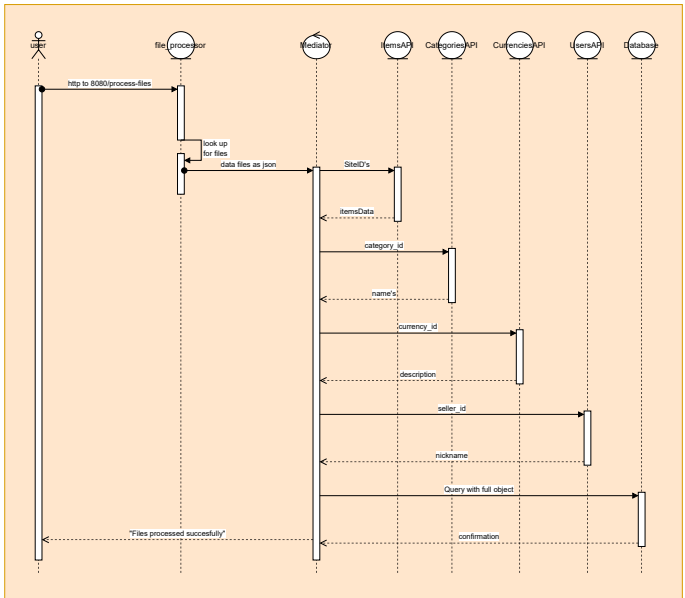 user
file_processor
Mediator
ItemsAPI
CategoriesAPI
CurrenciesAPI
UsersAPI
Database
http to 8080/process-files
look up
for files
data files as json
SiteID's
itemsData
category_id
name's
currency_id
description
seller_id
nickname
Query with full object
"Files processed succesfully"
confirmation